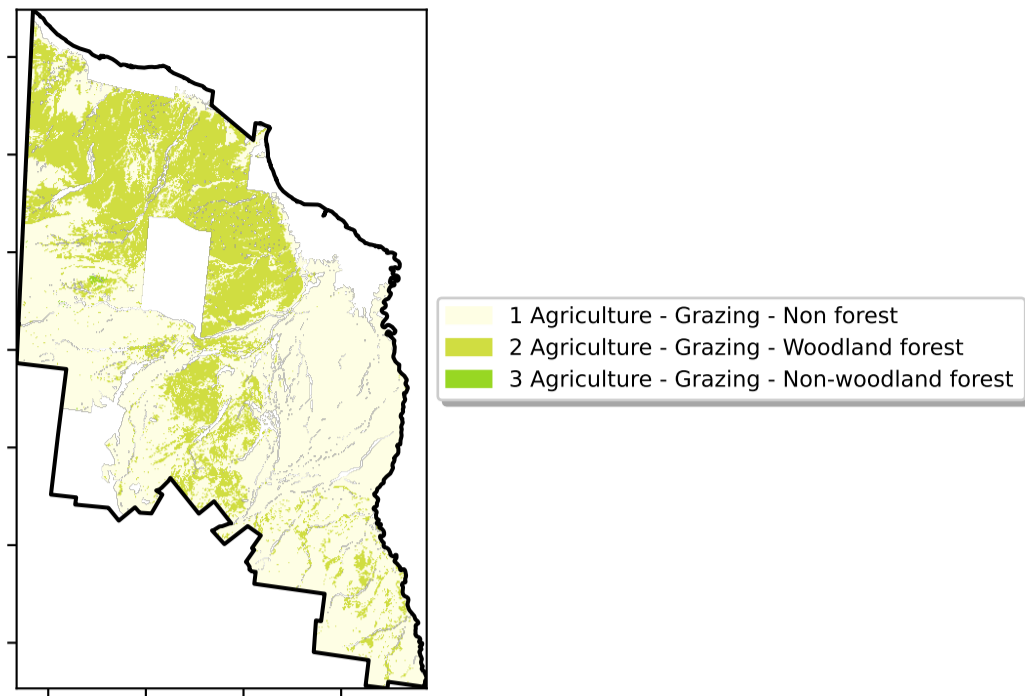 1 Agriculture - Grazing - Non forest
2 Agriculture - Grazing - Woodland forest
3 Agriculture - Grazing - Non-woodland forest